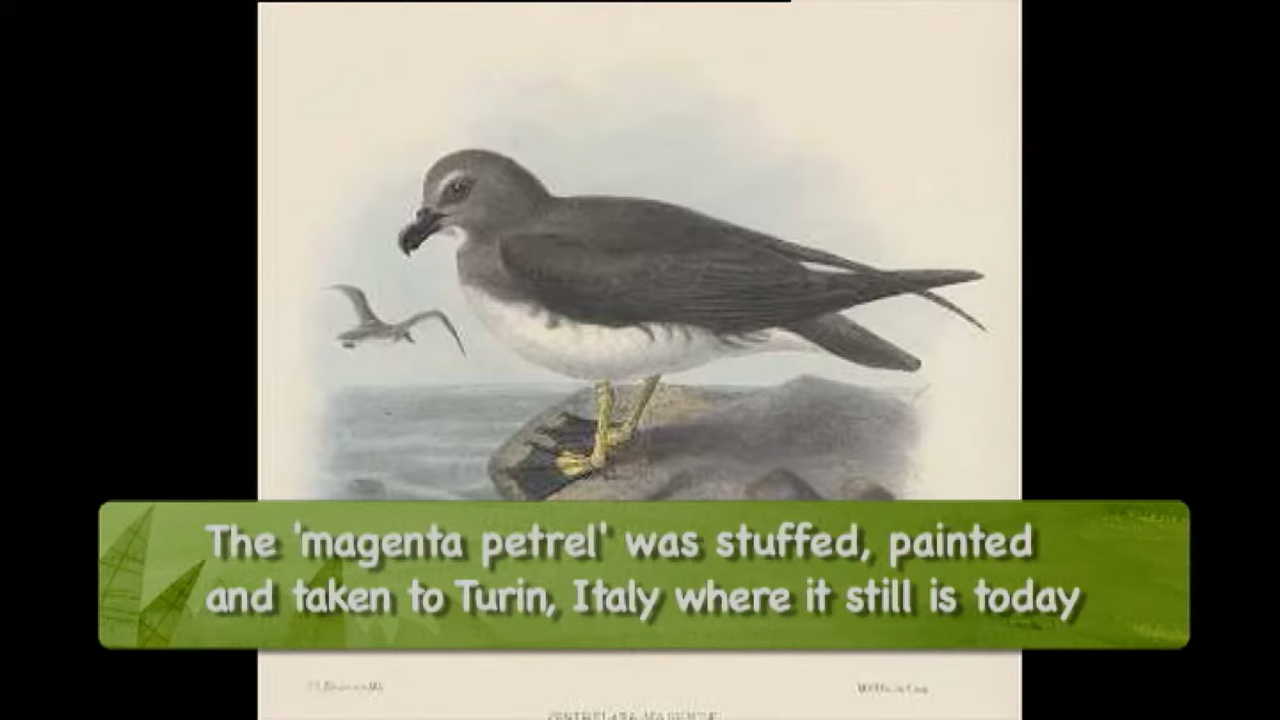 The 'magenta petrel' was stuffed, painted
and taken to Turin, Italy where it still is today